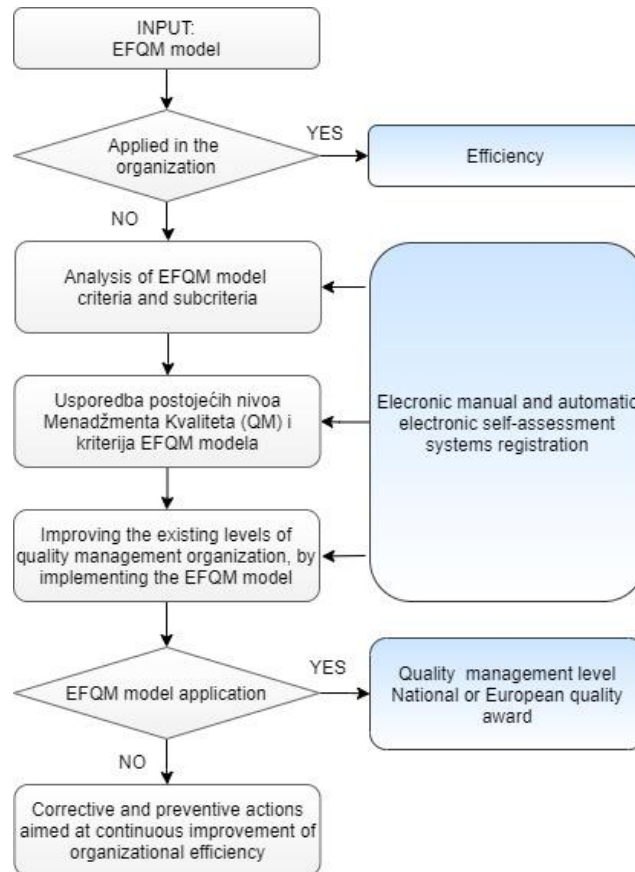 INPUT:
EFQM model
Applied in the
organization
YES
Efficiency
NO
Analysis of EFQM model
criteria and subcriteria
Usporedba postojećih nivoa
Menadžmenta Kvaliteta (QM) i
kriterija EFQM modela
Elecronic manual and automatic
electronic self-assessment
systems registration
Improving the existing levels of
quality management organization, by
implementing the EFQM model
EFQM model application
YES
Quality management level
National or European quality
award
NO
Corrective and preventive actions
aimed at continuous improvement of
organizational efficiency